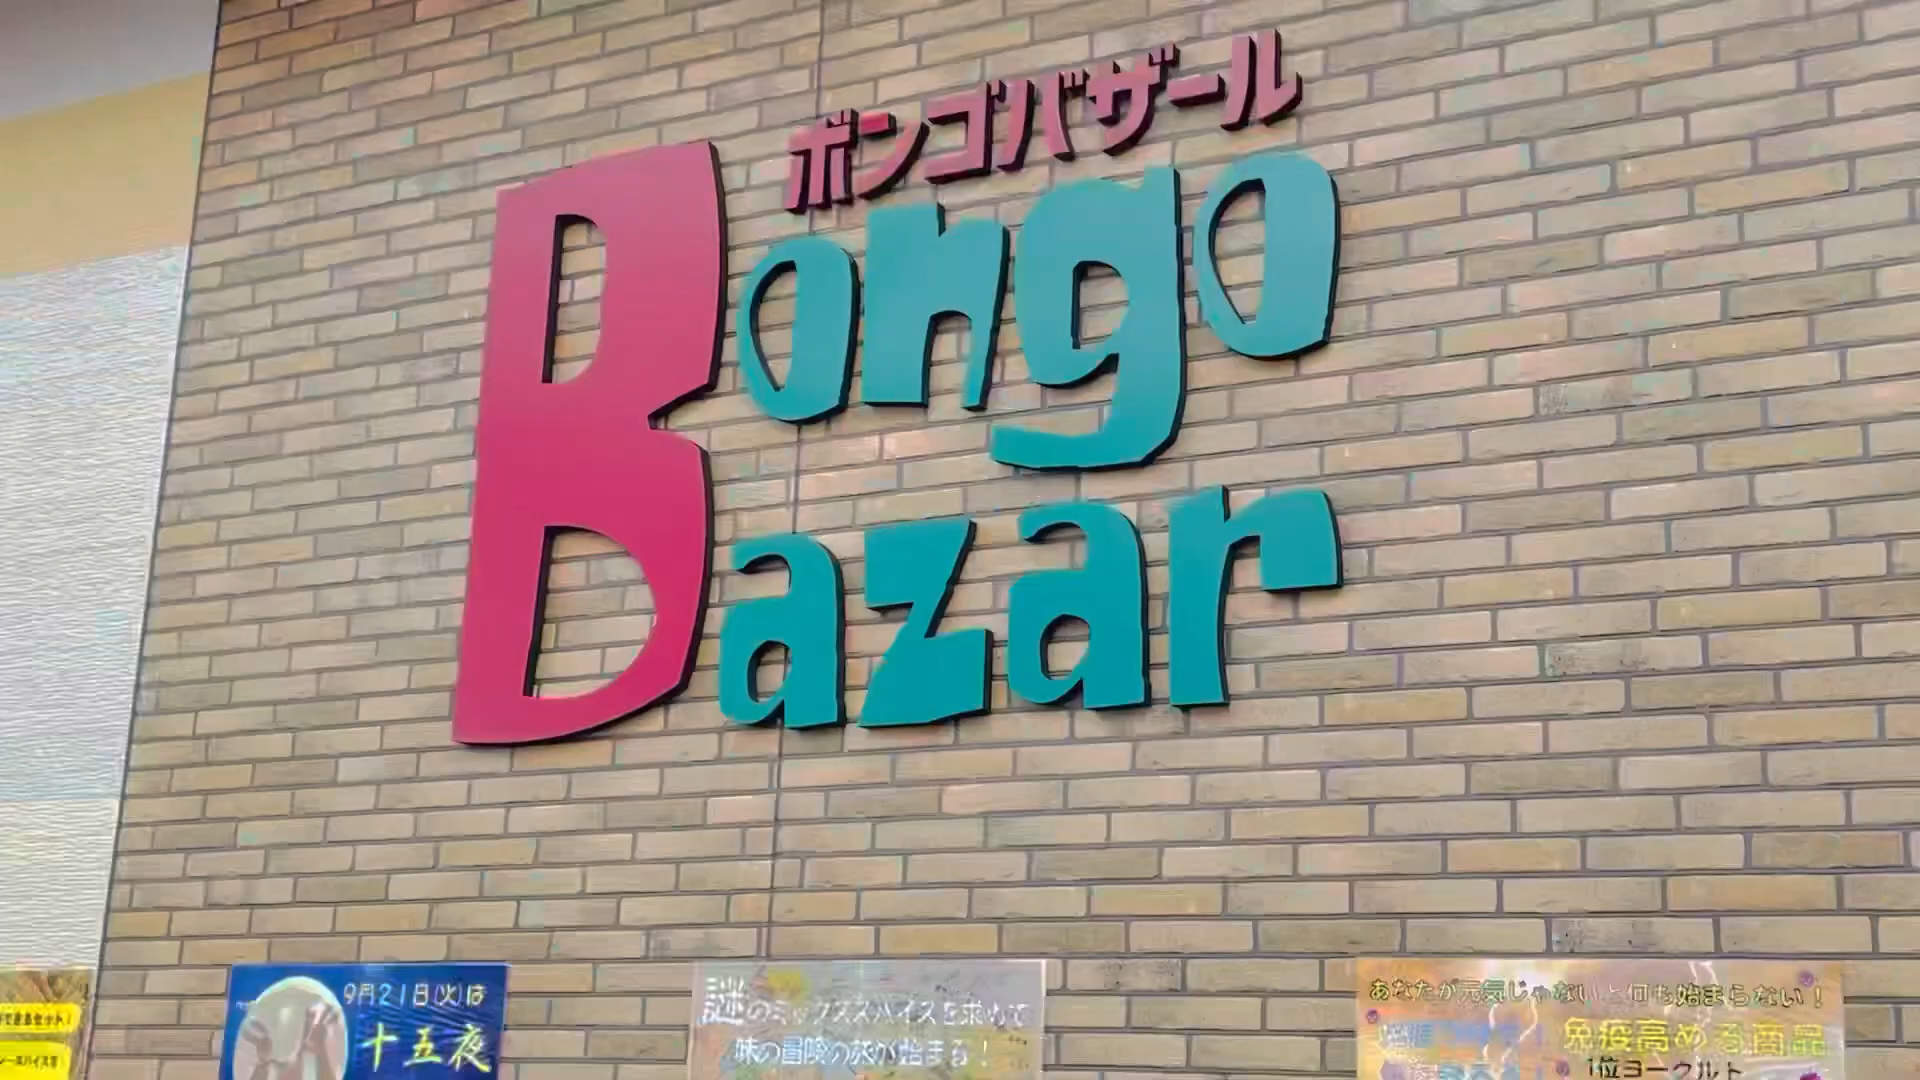 ボンゴバザール
Bongo
Bazar
9月21日(火)は
十五夜
謎のミックススパイスを求めて
味の冒険の旅が始まる！
あなたが元気じゃないと何も始まらない！
免疫高める商品
1位ヨークルト